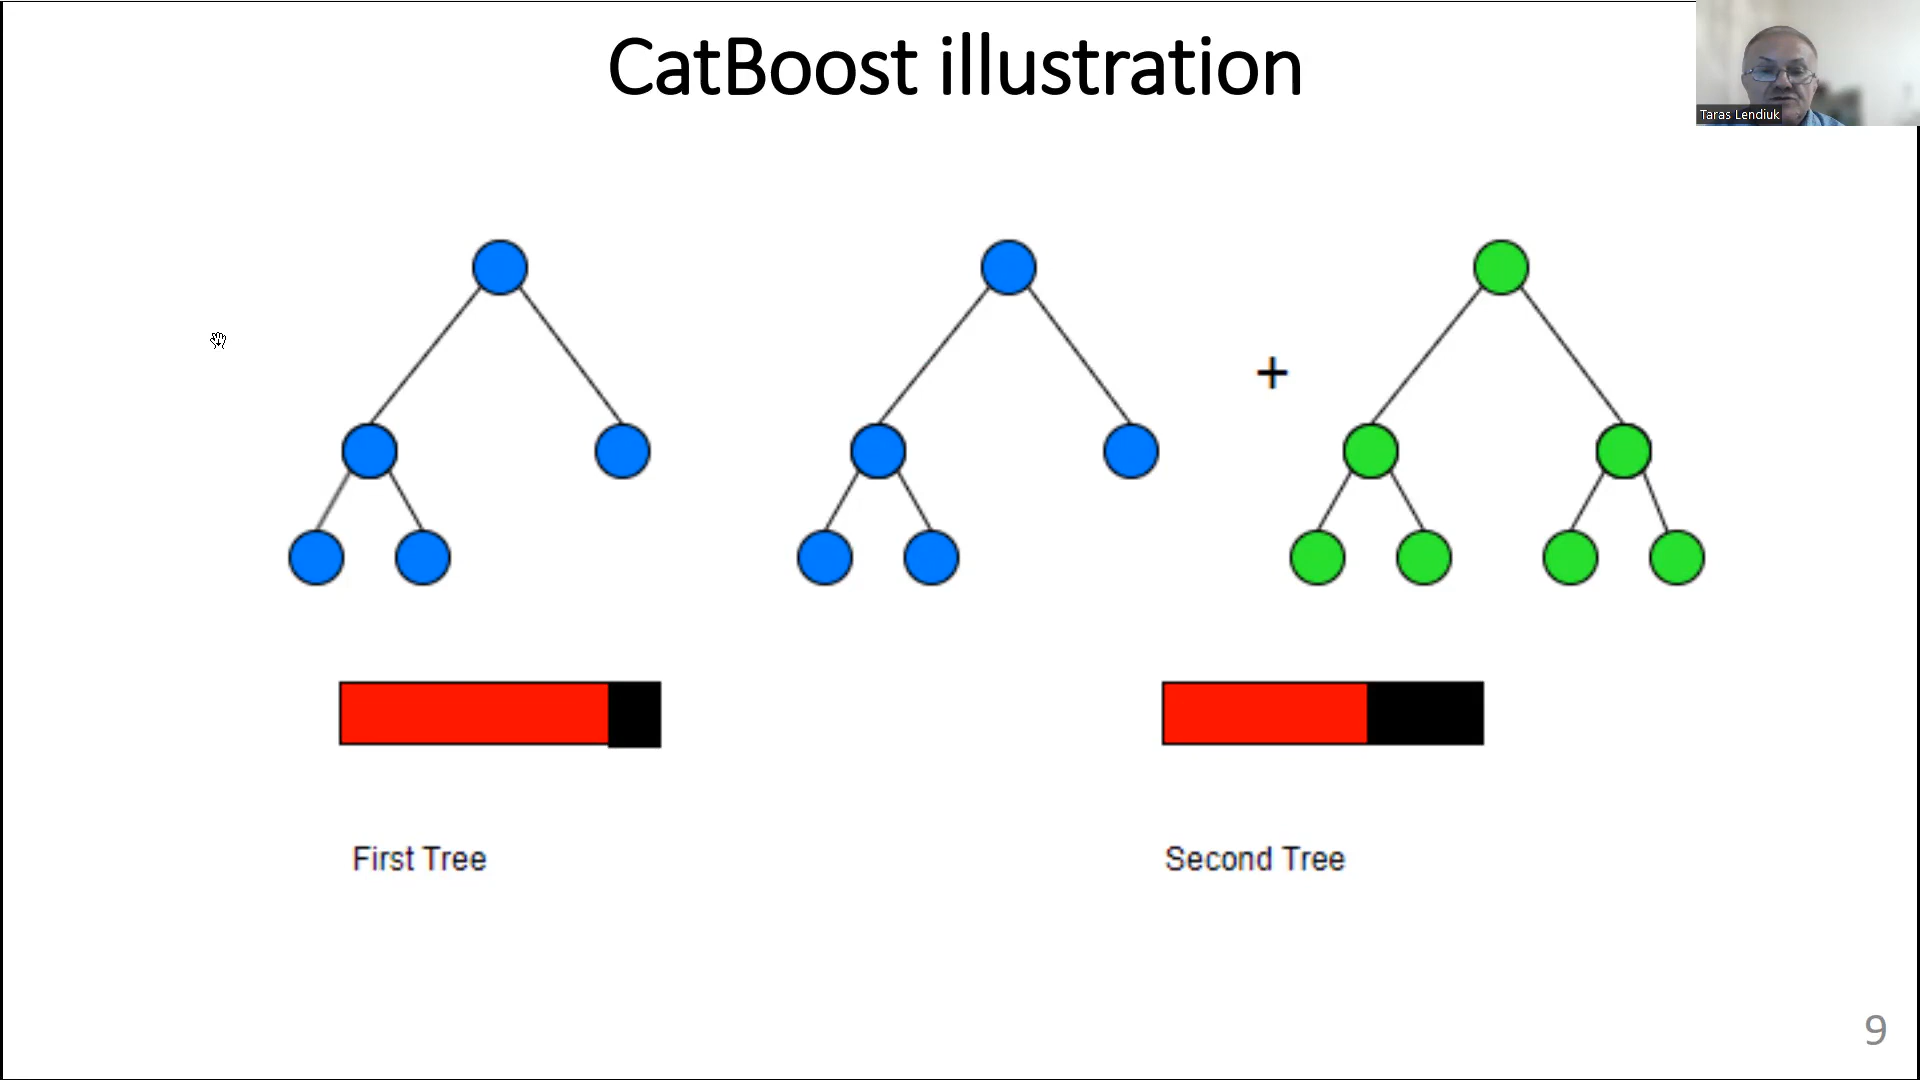 CatBoost illustration
Taras Lendiuk
+
First Tree
Second Tree
9